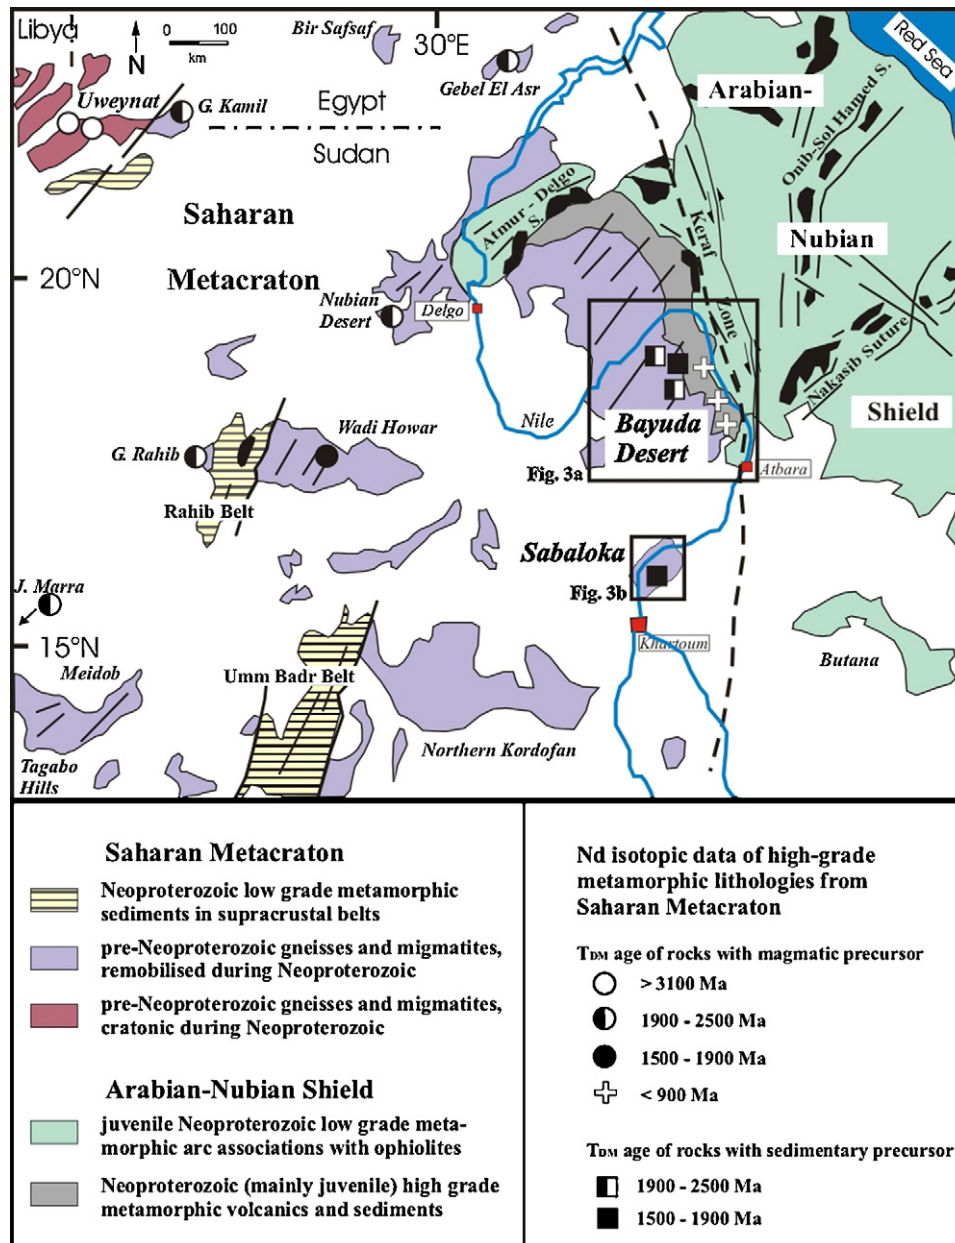 Libya
N
0 100
km
Bir Safsaf
30°E
Gebel El Asr
Red Sea
Uweynat
G. Kamil
Egypt
Sudan
Arabian-
Onib-Sol Hamed S.
Saharan
Metacraton
Atmur - Delgo
S.
Keraf
Zone
Nubian
20°N
Nubian
Desert
Delgo
Nakasib Suture
Shield
Nile
Bayuda
Desert
Fig. 3a
Atbara
G. Rahib
Wadi Howar
Rahib Belt
Sabaloka
Fig. 3b
J. Marra
15°N
Khartoum
Butana
Meidob
Umm Badr Belt
Northern Kordofan
Tagabo
Hills
Saharan Metacraton
Neoproterozoic low grade metamorphic
sediments in supracrustal belts
pre-Neoproterozoic gneisses and migmatites,
remobilised during Neoproterozoic
pre-Neoproterozoic gneisses and migmatites,
cratonic during Neoproterozoic
Arabian-Nubian Shield
juvenile Neoproterozoic low grade meta-
morphic arc associations with ophiolites
Neoproterozoic (mainly juvenile) high grade
metamorphic volcanics and sediments
Nd isotopic data of high-grade
metamorphic lithologies from
Saharan Metacraton
TDM age of rocks with magmatic precursor
> 3100 Ma
1900 - 2500 Ma
1500 - 1900 Ma
< 900 Ma
TDM age of rocks with sedimentary precursor
1900 - 2500 Ma
1500 - 1900 Ma